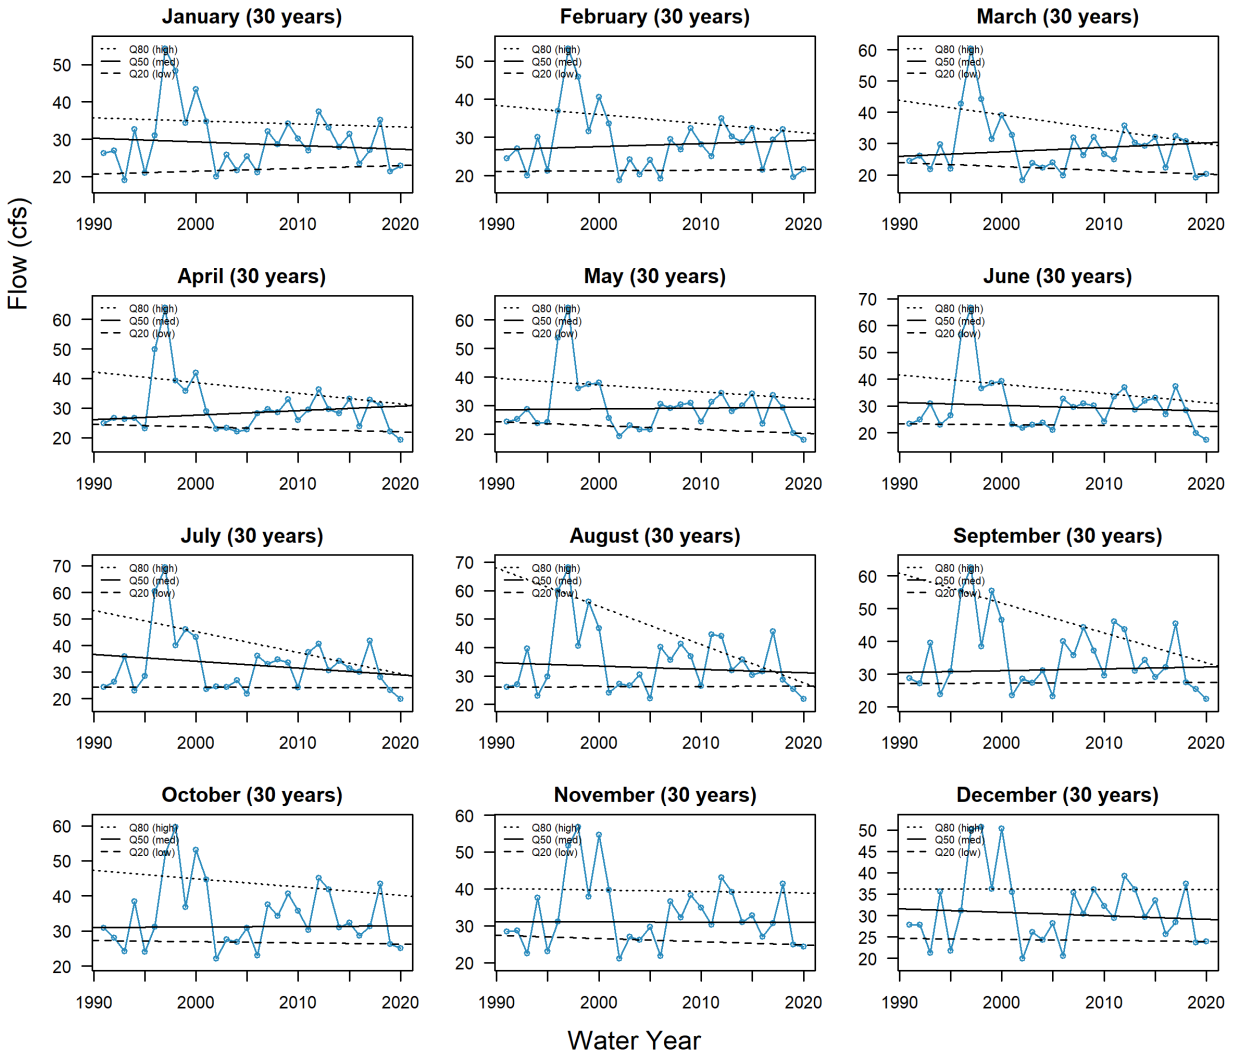 January (30 years)
Q80 (high)
Q50 (med)
Q20 (low)
50
40
30
20
1990
2000
2010
2020
February (30 years)
Q80 (high)
Q50 (med)
Q20 (low)
50
40
30
20
1990
2000
2010
2020
March (30 years)
Q80 (high)
Q50 (med)
Q20 (low)
60
50
40
30
20
1990
2000
2010
2020
Flow (cfs)
April (30 years)
Q80 (high)
Q50 (med)
Q20 (low)
60
50
40
30
20
1990
2000
2010
2020
May (30 years)
Q80 (high)
Q50 (med)
Q20 (low)
60
50
40
30
20
1990
2000
2010
2020
June (30 years)
Q80 (high)
Q50 (med)
Q20 (low)
70
60
50
40
30
20
1990
2000
2010
2020
July (30 years)
Q80 (high)
Q50 (med)
Q20 (low)
70
60
50
40
30
20
1990
2000
2010
2020
August (30 years)
Q80 (high)
Q50 (med)
Q20 (low)
70
60
50
40
30
20
1990
2000
2010
2020
September (30 years)
Q80 (high)
Q50 (med)
Q20 (low)
60
50
40
30
20
1990
2000
2010
2020
October (30 years)
Q80 (high)
Q50 (med)
Q20 (low)
60
50
40
30
20
1990
2000
2010
2020
November (30 years)
Q80 (high)
Q50 (med)
Q20 (low)
60
50
40
30
20
1990
2000
2010
2020
December (30 years)
Q80 (high)
Q50 (med)
Q20 (low)
50
45
40
35
30
25
20
1990
2000
2010
2020
Water Year